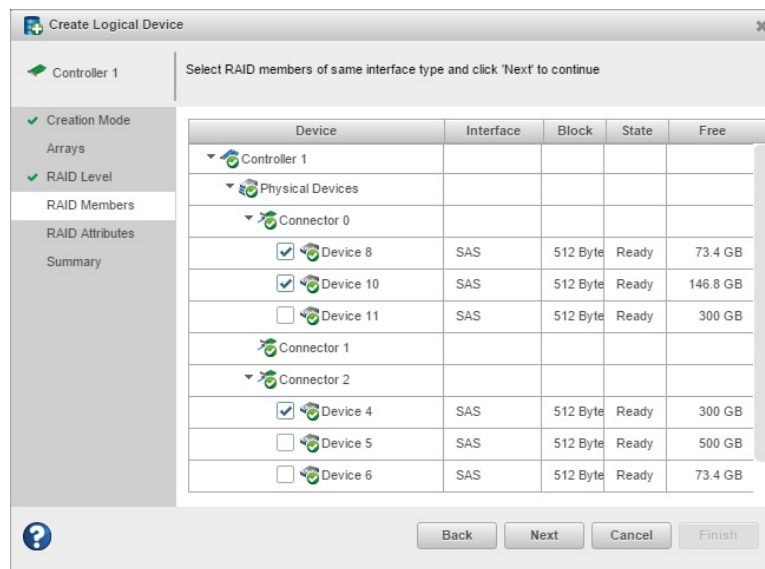 Create Logical Device
Controller 1
Select RAID members of same interface type and click 'Next' to continue
Creation Mode
Arrays
RAID Level
RAID Members
RAID Attributes
Summary
Device Interface Block State Free
Controller 1
Physical Devices
Connector 0
Device 8 SAS 512 Byte Ready 73.4 GB
Device 10 SAS 512 Byte Ready 146.8 GB
Device 11 SAS 512 Byte Ready 300 GB
Connector 1
Connector 2
Device 4 SAS 512 Byte Ready 300 GB
Device 5 SAS 512 Byte Ready 500 GB
Device 6 SAS 512 Byte Ready 73.4 GB
? Back Next Cancel Finish